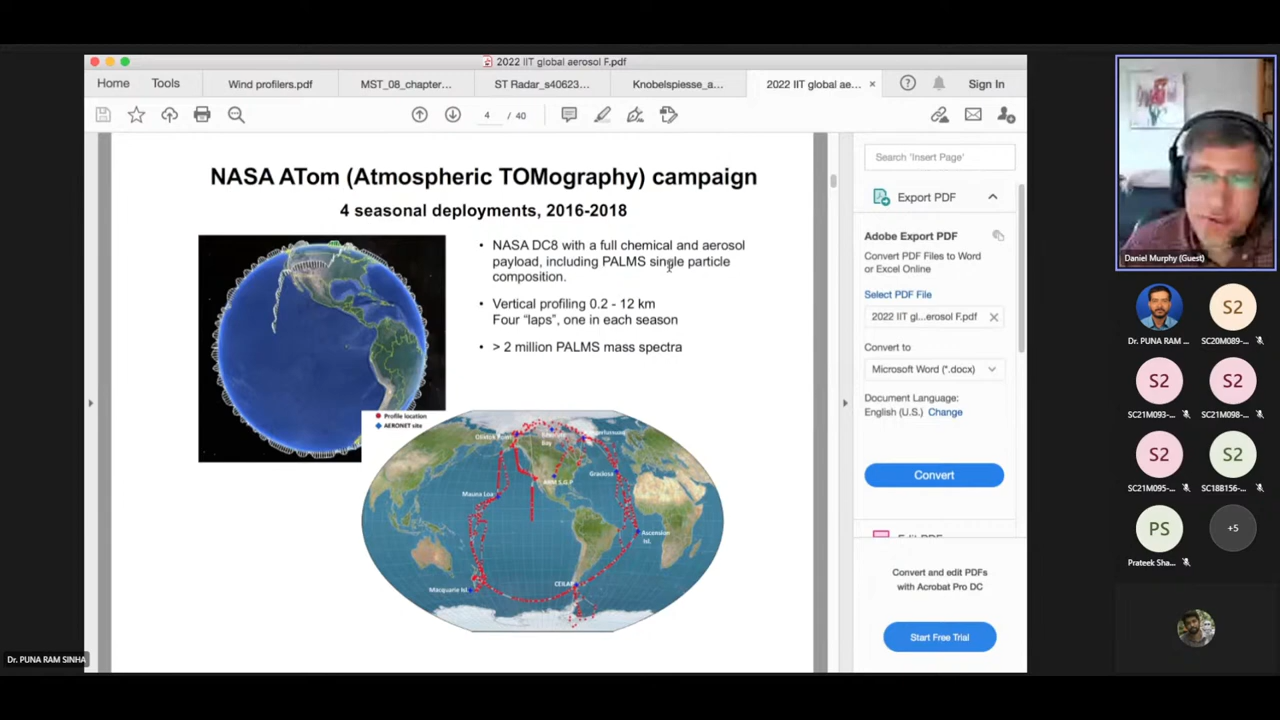 2022 IIT global aerosol F.pdf
Home
Tools
Wind profilers.pdf
MST_08_chapter...
ST Radar_s40623...
Knobelspiesse_a...
2022 IIT global ae...
Sign In
4 / 40
NASA ATom (Atmospheric TOMography) campaign
4 seasonal deployments, 2016-2018
• NASA DC8 with a full chemical and aerosol
payload, including PALMS single particle
composition.
• Vertical profiling 0.2 - 12 km
Four “laps”, one in each season
• > 2 million PALMS mass spectra
Profile location
AERONET site
Mauna Loa
Graciosa
Ascension
Isl.
Macquarie Isl.
CEILAP
Search 'Insert Page'
Export PDF
Adobe Export PDF
Convert PDF Files to Word
or Excel Online
Select PDF File
2022 IIT gl...erosol F.pdf
Convert to
Microsoft Word (*.docx)
Document Language:
English (U.S.) Change
Convert
Convert and edit PDFs
with Acrobat Pro DC
Start Free Trial
Daniel Murphy (Guest)
Dr. PUNA RAM ...
S2
SC20M089-...
S2
SC21M093-...
S2
SC21M098-...
S2
SC21M095-...
S2
SC18B156-...
PS
Prateek Sha...
+5
Dr. PUNA RAM SINHA